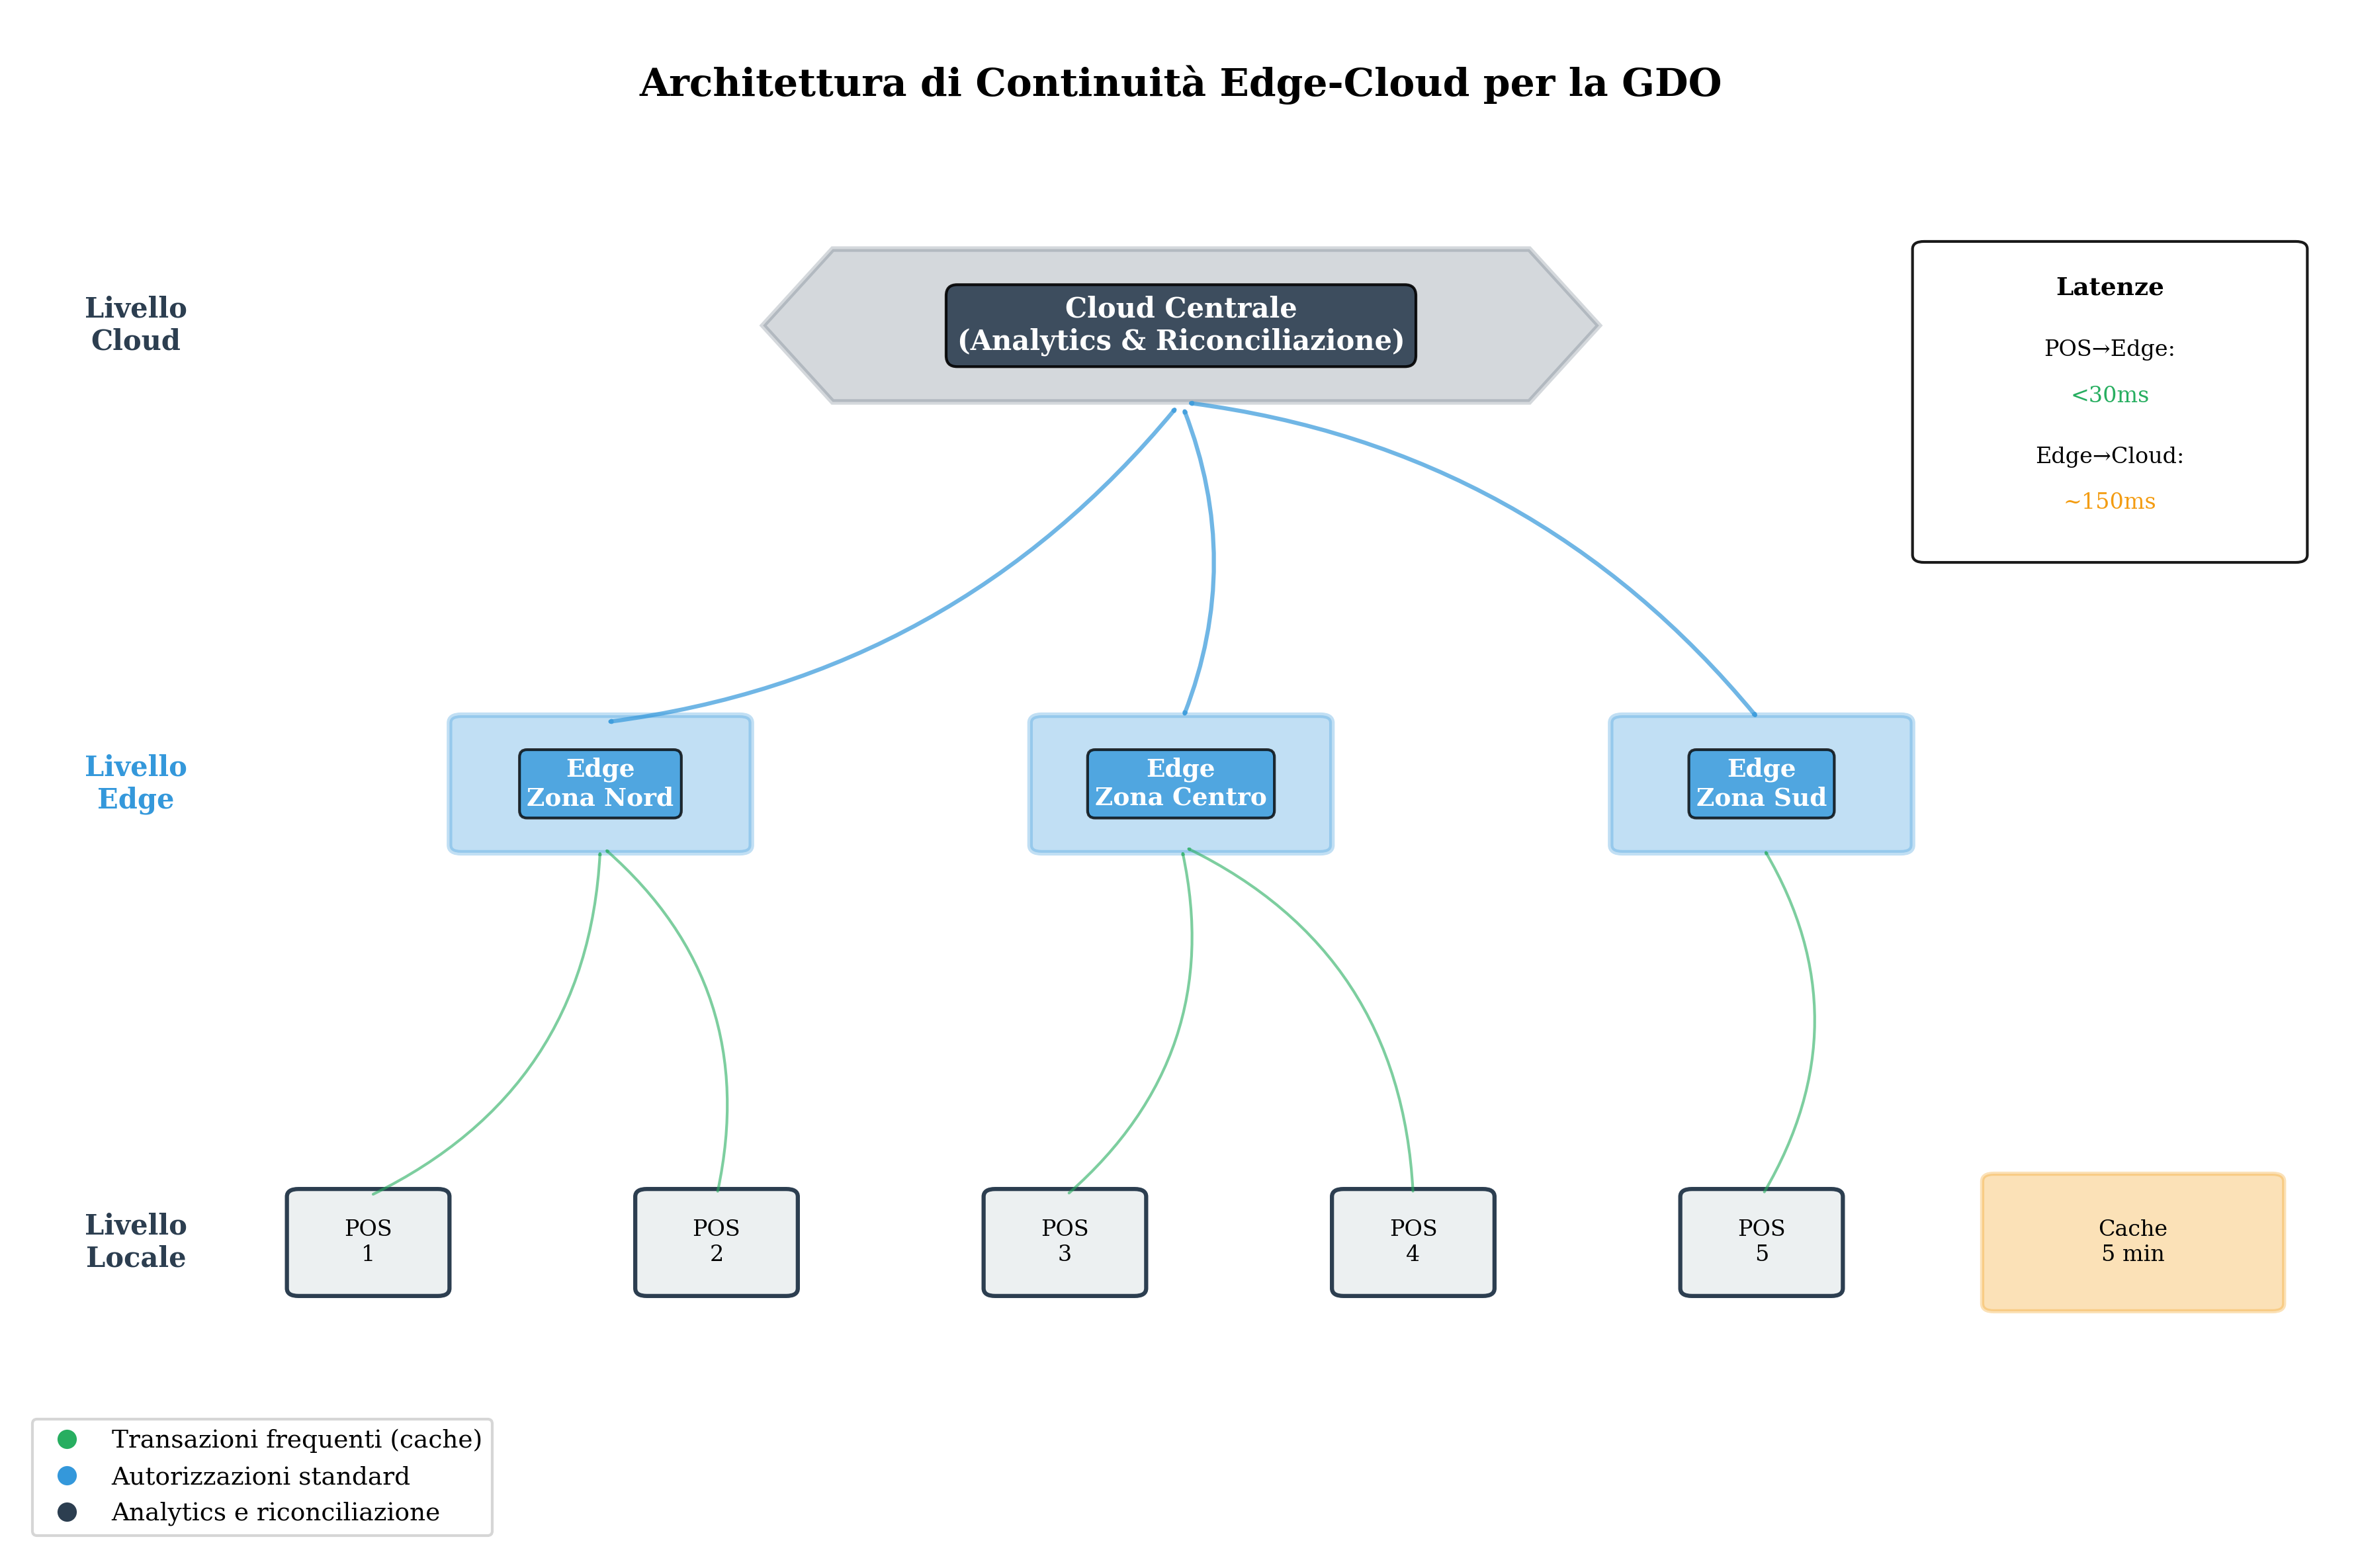 Architettura di Continuità Edge-Cloud per la GDO
Livello
Cloud
Cloud Centrale
(Analytics & Riconciliazione)
Latenze
POS→Edge:
<30ms
Edge→Cloud:
~150ms
Livello
Edge
Edge
Zona Nord
Edge
Zona Centro
Edge
Zona Sud
Livello
Locale
POS
1
POS
2
POS
3
POS
4
POS
5
Cache
5 min
Transazioni frequenti (cache)
Autorizzazioni standard
Analytics e riconciliazione